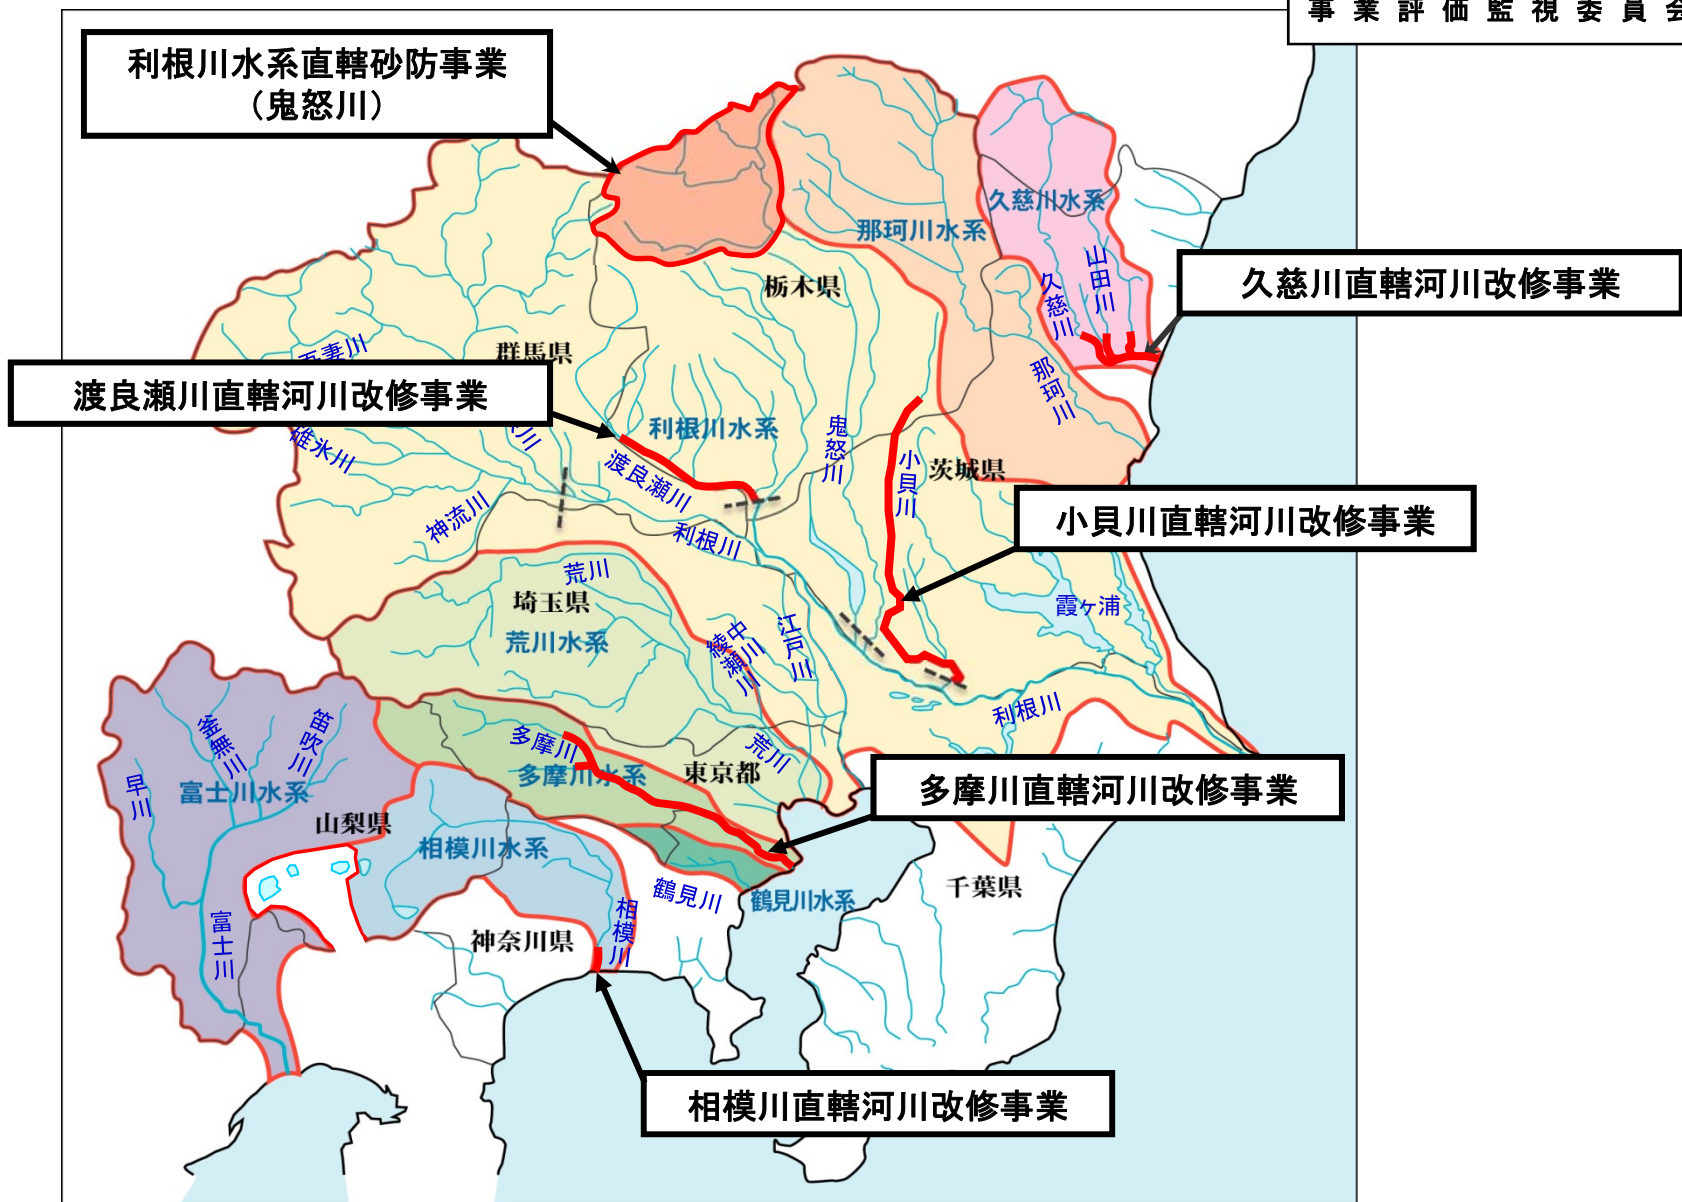 事業評価監視委員会
利根川水系直轄砂防事業
（鬼怒川）
久慈川水系
那珂川水系
山田川
久慈川
栃木県
久慈川直轄河川改修事業
吾妻川
群馬県
那珂川
渡良瀬川直轄河川改修事業
利根川水系
鬼怒川
小貝川
茨城県
碓氷川
渡良瀬川
神流川
利根川
小貝川直轄河川改修事業
荒川
埼玉県
荒川水系
霞ヶ浦
中川
綾瀬川
江戸川
利根川
釜無川
笛吹川
早川
富士川水系
多摩川
多摩川水系
東京都
荒川
多摩川直轄河川改修事業
山梨県
相模川水系
千葉県
鶴見川
鶴見川水系
富士川
神奈川県
相模川
相模川直轄河川改修事業